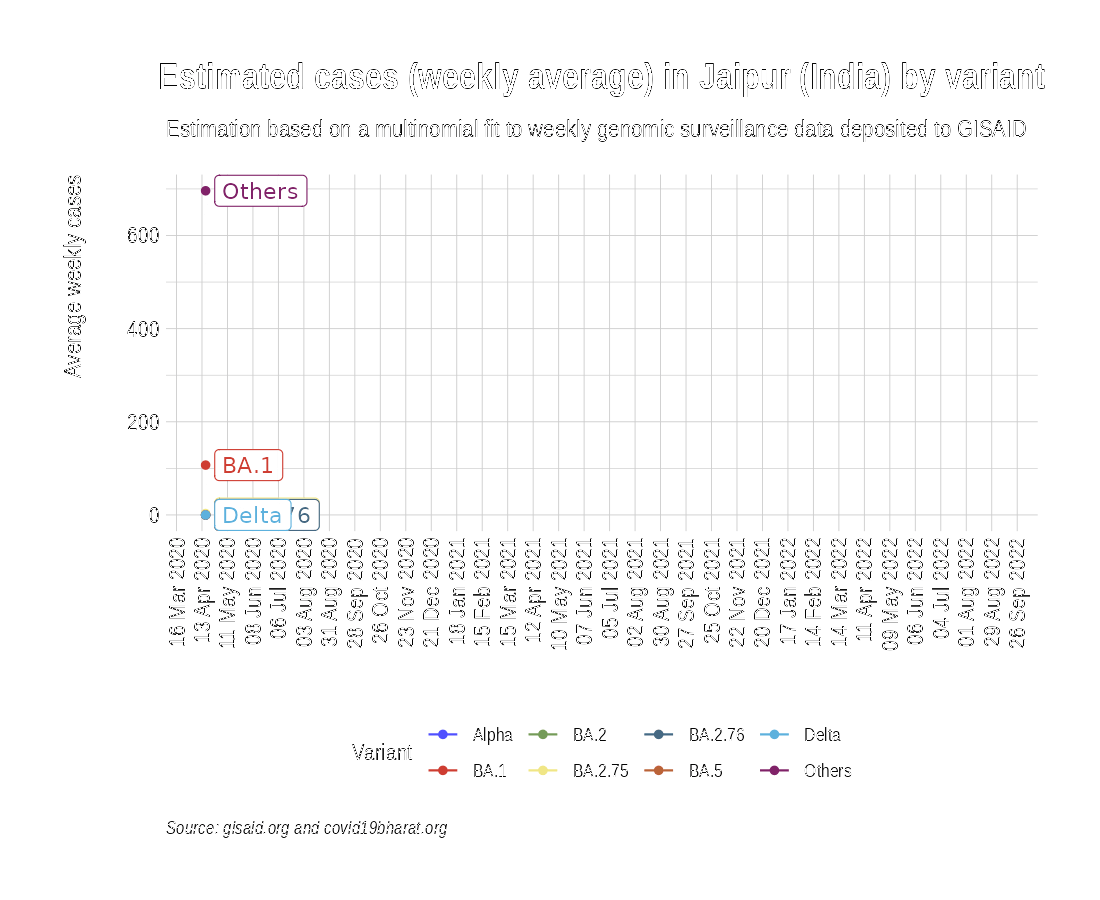 Estimated cases (weekly average) in Jaipur (India) by variant
Estimation based on a multinomial fit to weekly genomic surveillance data deposited to GISAID
Average weekly cases
600
400
200
0
Others
BA.1
Delta
76
16 Mar 2020
13 Apr 2020
11 May 2020
08 Jun 2020
06 Jul 2020
03 Aug 2020
31 Aug 2020
28 Sep 2020
26 Oct 2020
23 Nov 2020
21 Dec 2020
18 Jan 2021
15 Feb 2021
15 Mar 2021
12 Apr 2021
10 May 2021
07 Jun 2021
05 Jul 2021
02 Aug 2021
30 Aug 2021
27 Sep 2021
25 Oct 2021
22 Nov 2021
20 Dec 2021
17 Jan 2022
14 Feb 2022
14 Mar 2022
11 Apr 2022
09 May 2022
06 Jun 2022
04 Jul 2022
01 Aug 2022
29 Aug 2022
26 Sep 2022
Variant
Alpha BA.2 BA.2.76 Delta
BA.1 BA.2.75 BA.5 Others
Source: gisaid.org and covid19bharat.org